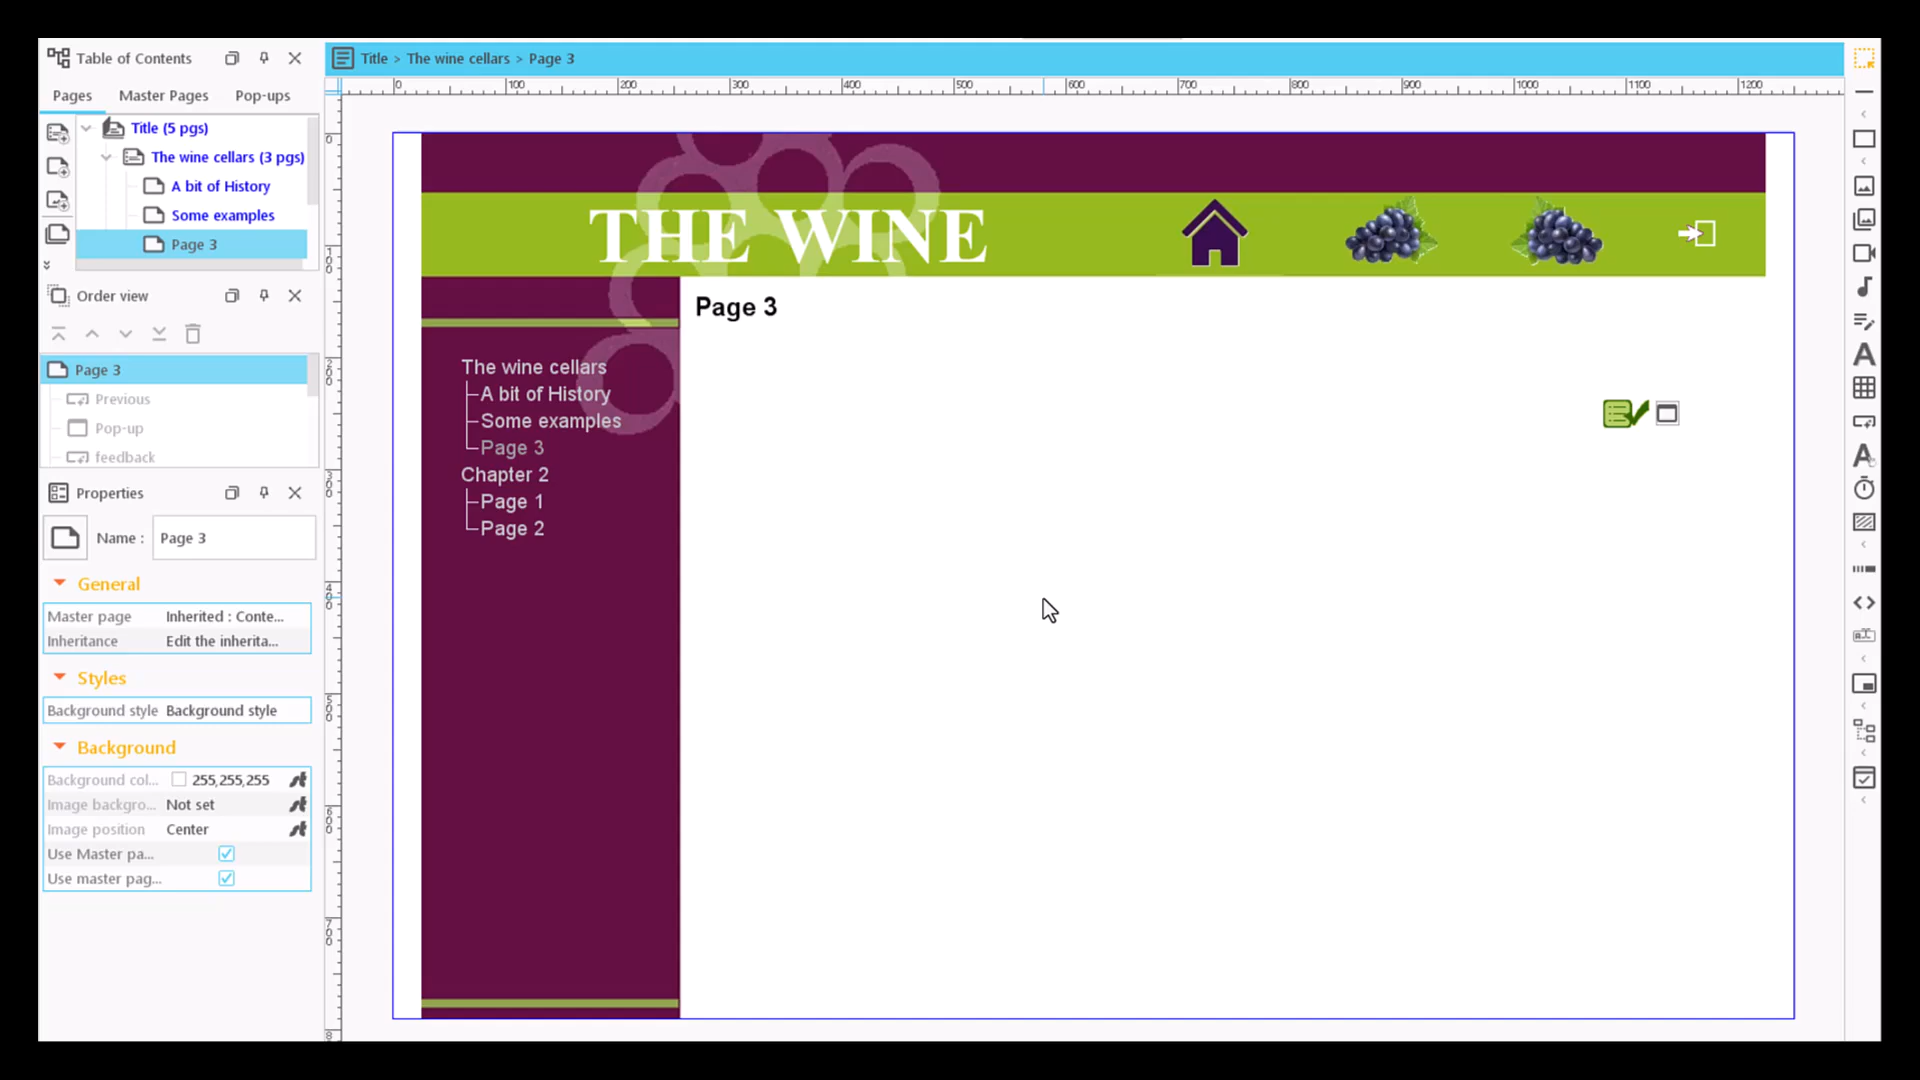 Table of Contents
Title > The wine cellars > Page 3
Pages Master Pages Pop-ups
0 100 200 300 400 500 600 700 800 900 1000 1100 1200
Title (5 pgs)
The wine cellars (3 pgs)
A bit of History
Some examples
Page 3
THE WINE
Order view
Page 3
Previous
Pop-up
feedback
Page 3
The wine cellars
A bit of History
Some examples
Page 3
Chapter 2
Page 1
Page 2
Properties
Name : Page 3
General
Master page Inherited : Conte...
Inheritance Edit the inherita...
Styles
Background style Background style
Background
Background col... 255,255,255
Image backgro... Not set
Image position Center
Use Master pa...
Use master pag...